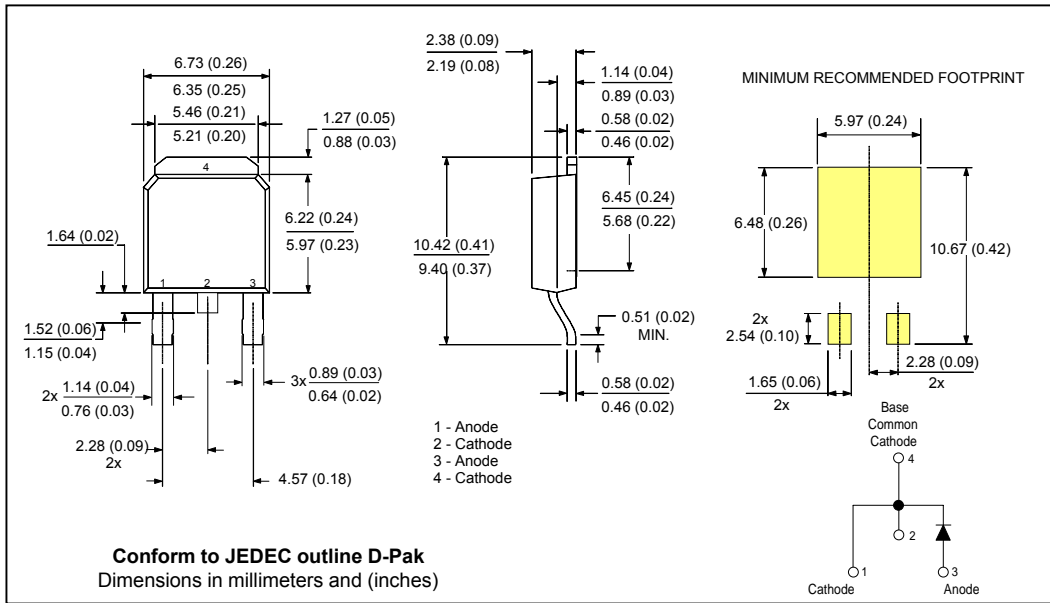 6.73 (0.26)
6.35 (0.25)
5.46 (0.21)
5.21 (0.20)
1.27 (0.05)
0.88 (0.03)
4
6.22 (0.24)
5.97 (0.23)
1.64 (0.02)
1
2
3
1.52 (0.06)
1.15 (0.04)
2x 1.14 (0.04)
0.76 (0.03)
3x 0.89 (0.03)
0.64 (0.02)
2.28 (0.09)
2x
4.57 (0.18)
2.38 (0.09)
2.19 (0.08)
1.14 (0.04)
0.89 (0.03)
0.58 (0.02)
0.46 (0.02)
6.45 (0.24)
5.68 (0.22)
10.42 (0.41)
9.40 (0.37)
0.51 (0.02)
MIN.
0.58 (0.02)
0.46 (0.02)
1 - Anode
2 - Cathode
3 - Anode
4 - Cathode
MINIMUM RECOMMENDED FOOTPRINT
5.97 (0.24)
6.48 (0.26)
10.67 (0.42)
2x
2.54 (0.10)
2.28 (0.09)
2x
1.65 (0.06)
2x
Base
Common
Cathode
4
2
1
3
Cathode
Anode
Conform to JEDEC outline D-Pak
Dimensions in millimeters and (inches)